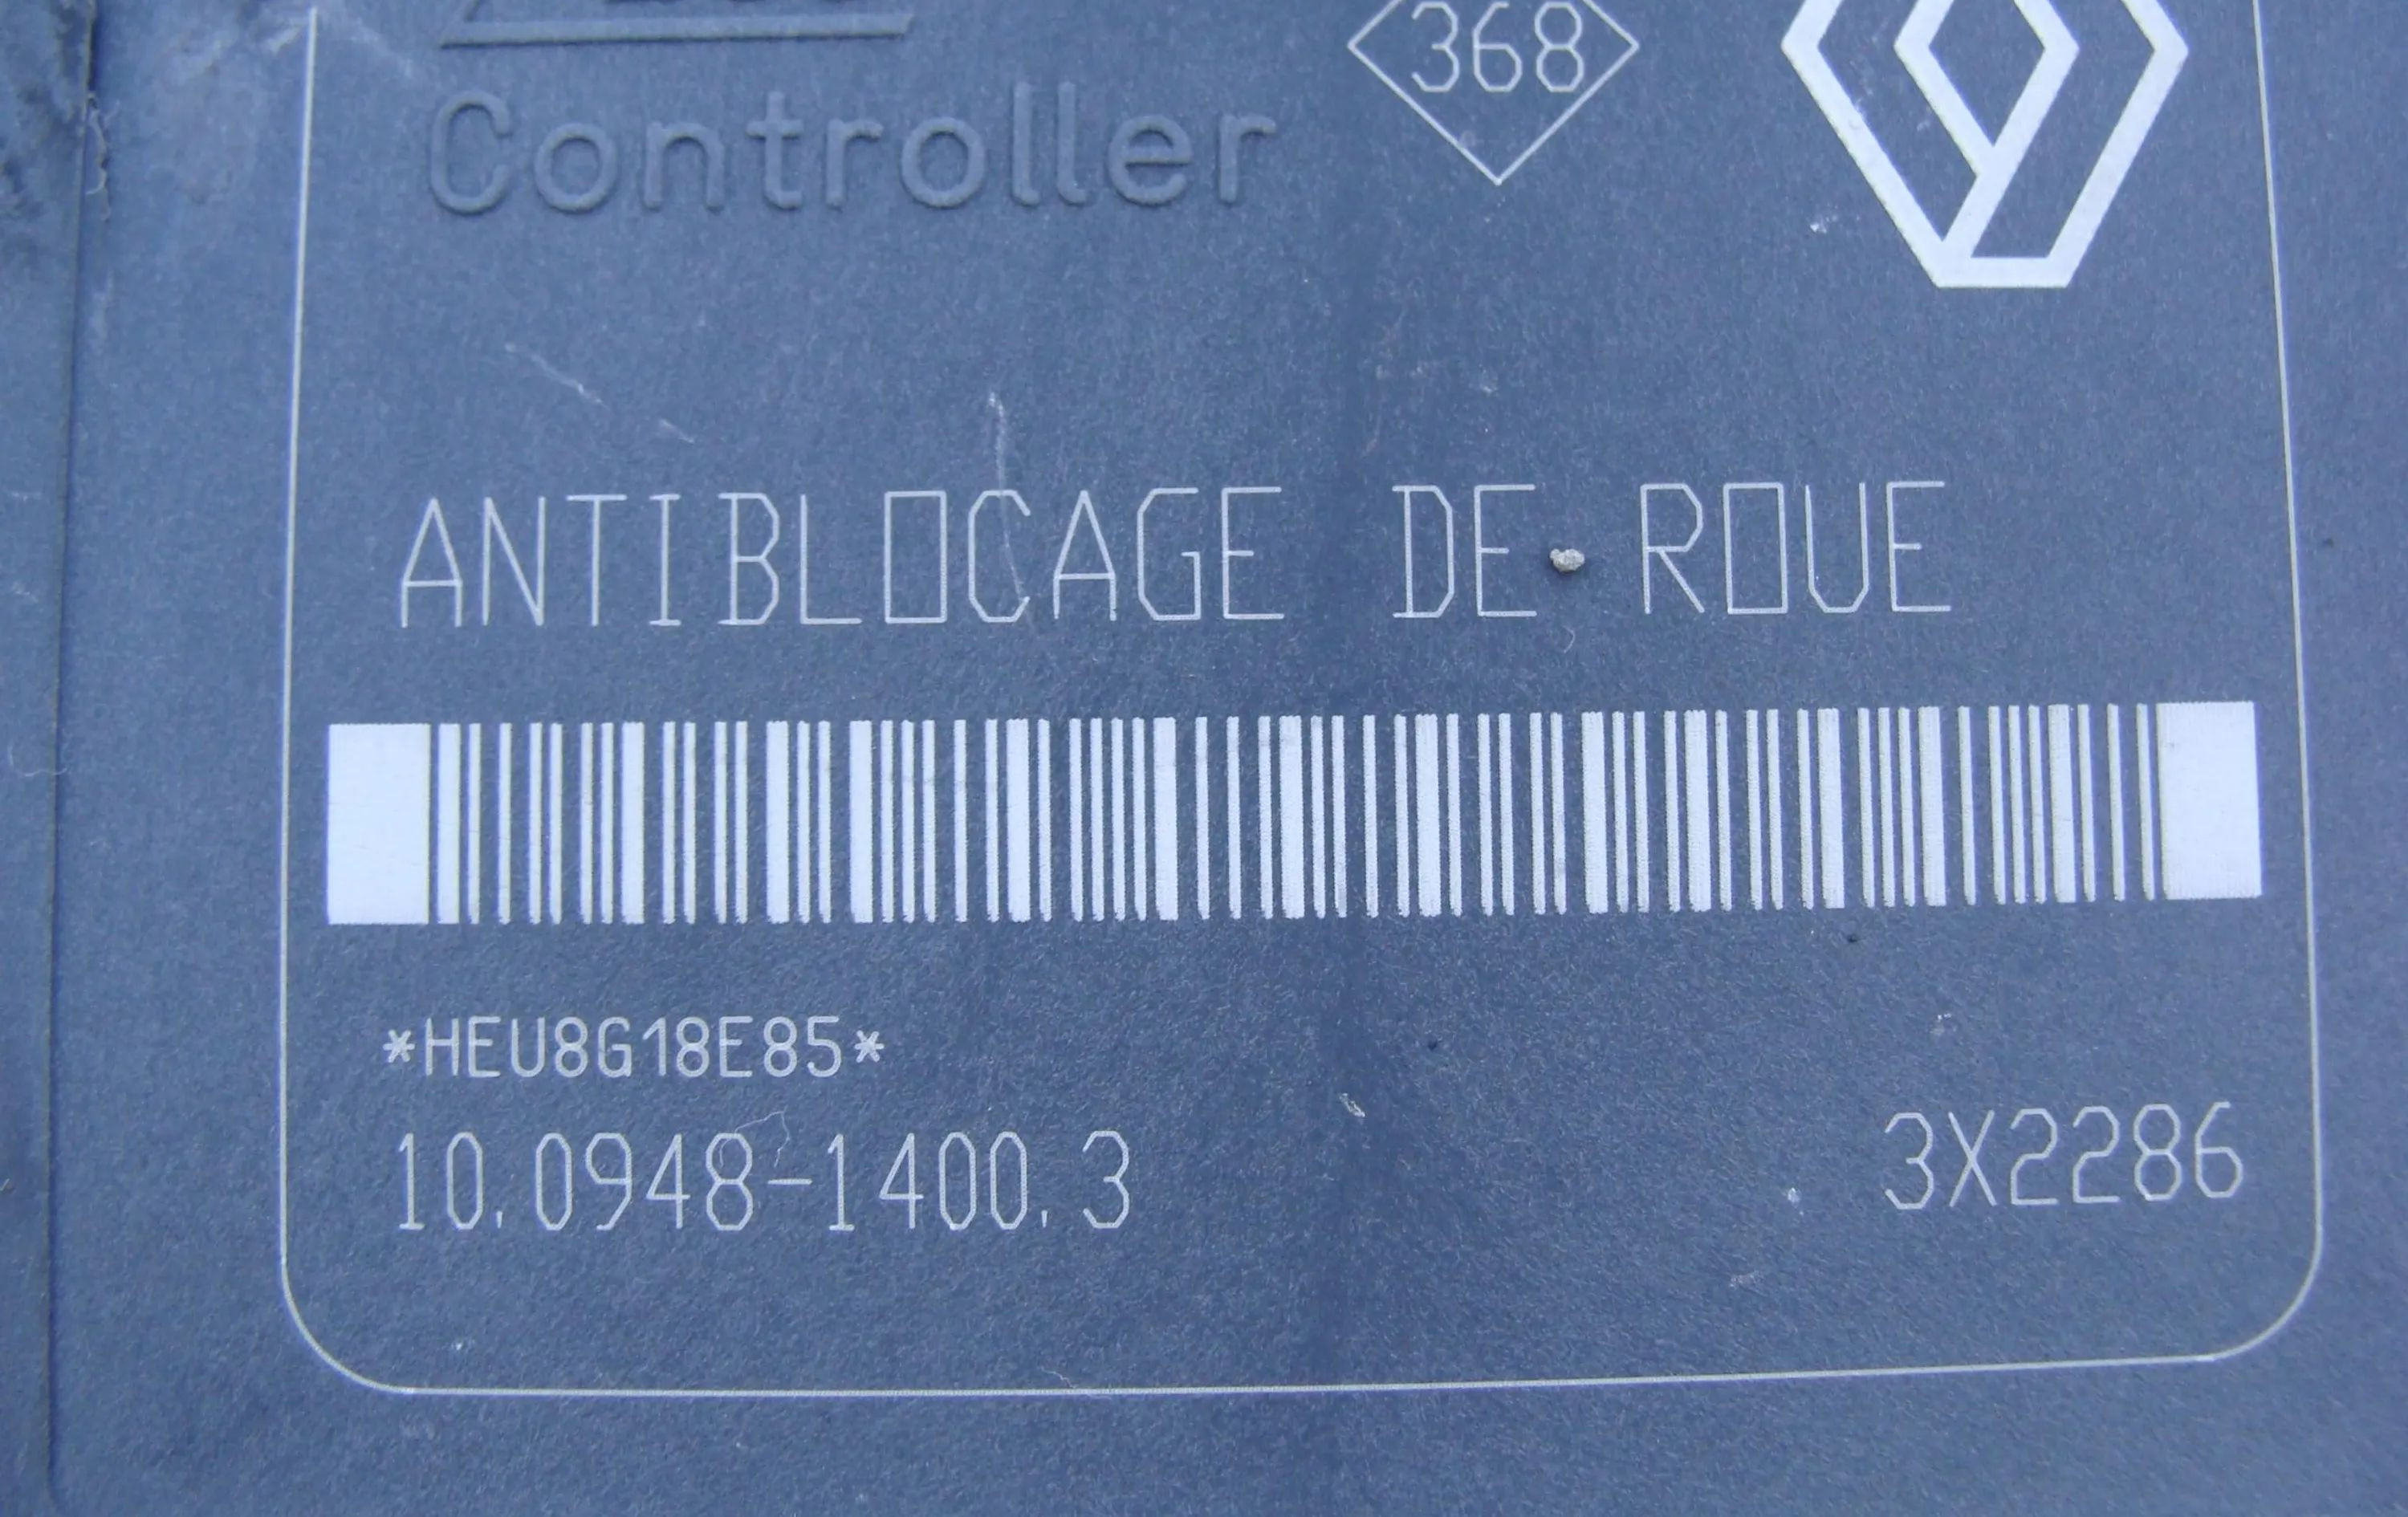 Controller
368
ANTIBLOCAGE DE ROUE
*HEU8G18E85*
10.0948-1400.3
3X2286